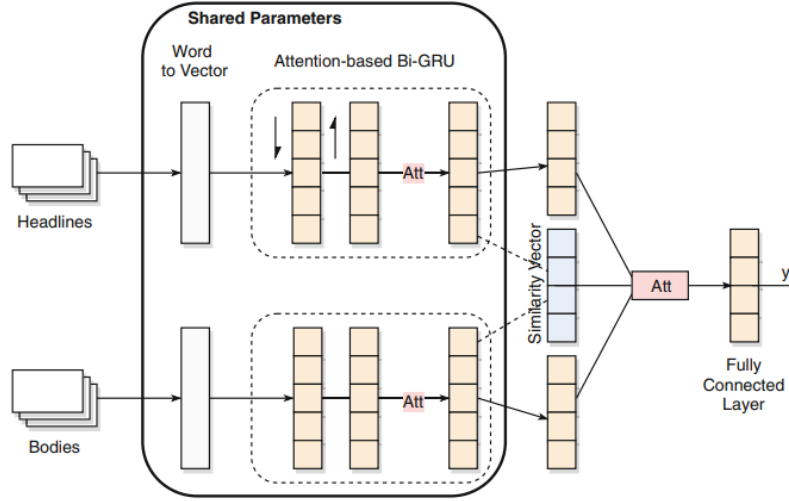 Shared Parameters
Word
to Vector
Attention-based Bi-GRU
Att
Headlines
Similarity Vector
Att
y
Att
Bodies
Fully
Connected
Layer